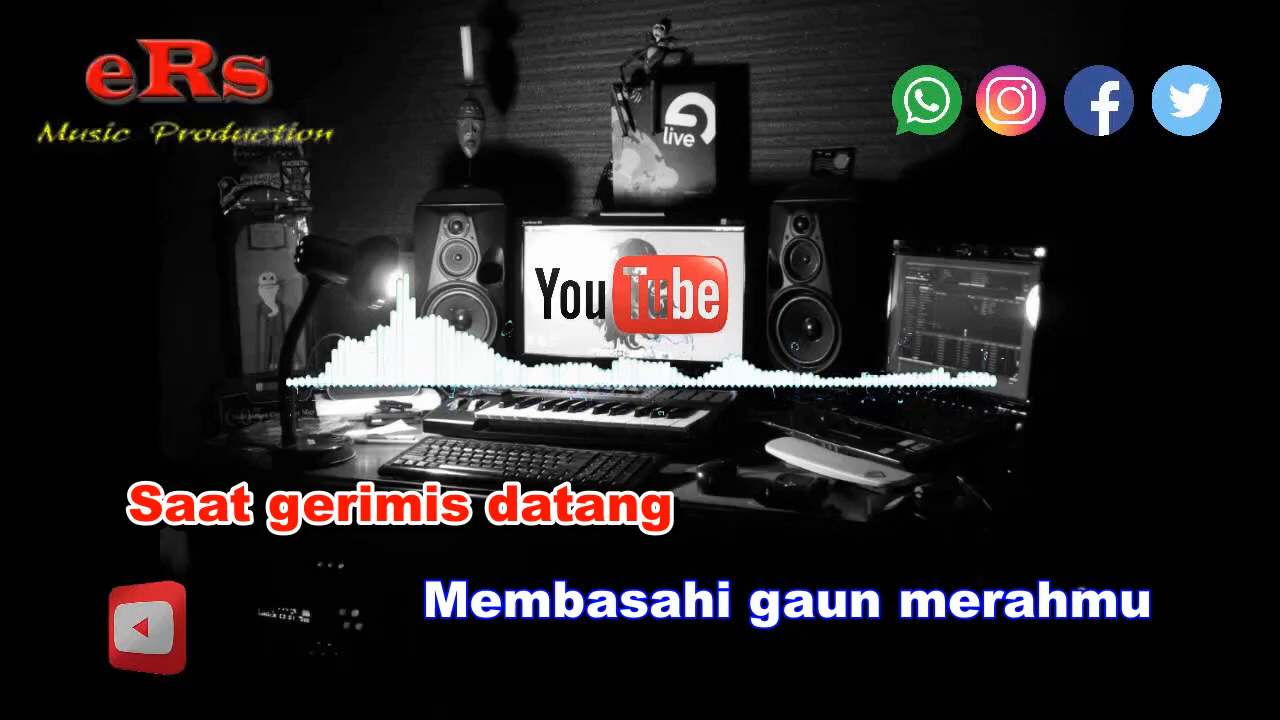 eRs
Music Production
live
YouTube
Saat gerimis datang
Membasahi gaun merahmu